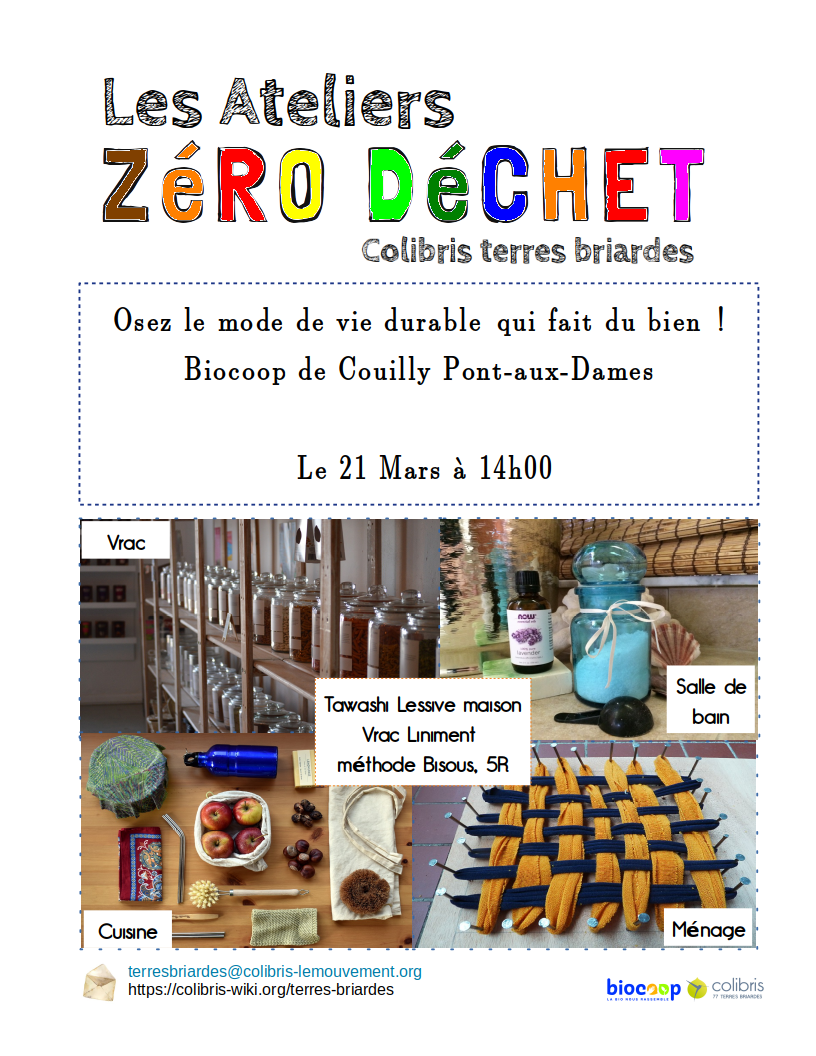 Les Ateliers
ZéRO DéCHET
Colibris terres briardes
Osez le mode de vie durable qui fait du bien !
Biocoop de Couilly Pont-aux-Dames
Le 21 Mars à 14h00
Vrac
now
lavender
Salle de
bain
Tawashi Lessive maison
Vrac Liniment
méthode Bisous, 5R
Cuisine
Ménage
terresbriardes@colibris-lemouvement.org
https://colibris-wiki.org/terres-briardes
biocoop
LA BIO NOUS RASSEMBLE
colibris
77 TERRES BRIARDES